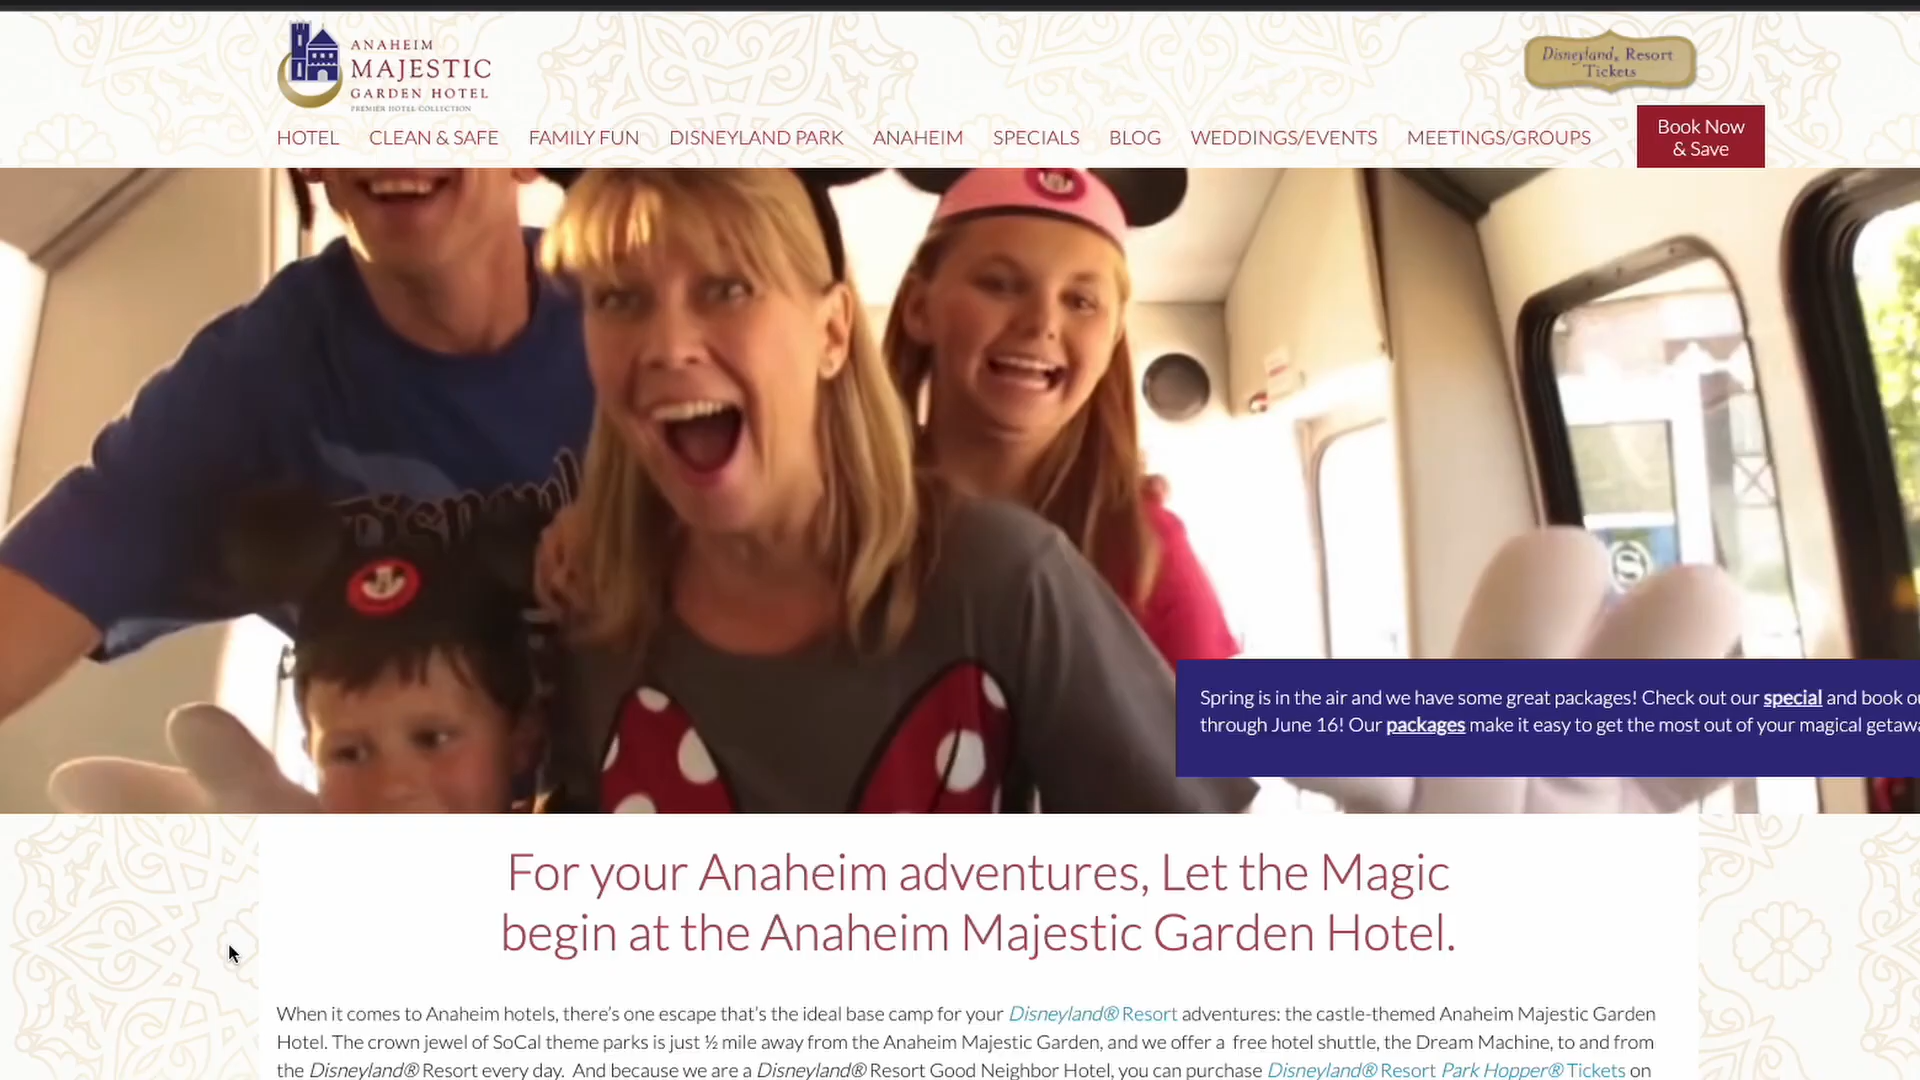 ANAHEIM
MAJESTIC
GARDEN HOTEL
PREMIER HOTEL COLLECTION
Disneyland® Resort
Tickets
HOTEL CLEAN & SAFE FAMILY FUN DISNEYLAND PARK ANAHEIM SPECIALS BLOG WEDDINGS/EVENTS MEETINGS/GROUPS
Book Now
& Save
Spring is in the air and we have some great packages! Check out our special and book
through June 16! Our packages make it easy to get the most out of your magical
For your Anaheim adventures, Let the Magic
begin at the Anaheim Majestic Garden Hotel.
When it comes to Anaheim hotels, there's one escape that's the ideal base camp for your Disneyland® Resort adventures: the castle-themed Anaheim Majestic Garden
Hotel. The crown jewel of SoCal theme parks is just ½ mile away from the Anaheim Majestic Garden, and we offer a free hotel shuttle, the Dream Machine, to and from
the Disneyland® Resort every day. And because we are a Disneyland® Resort Good Neighbor Hotel, you can purchase Disneyland® Resort Park Hopper® Tickets on